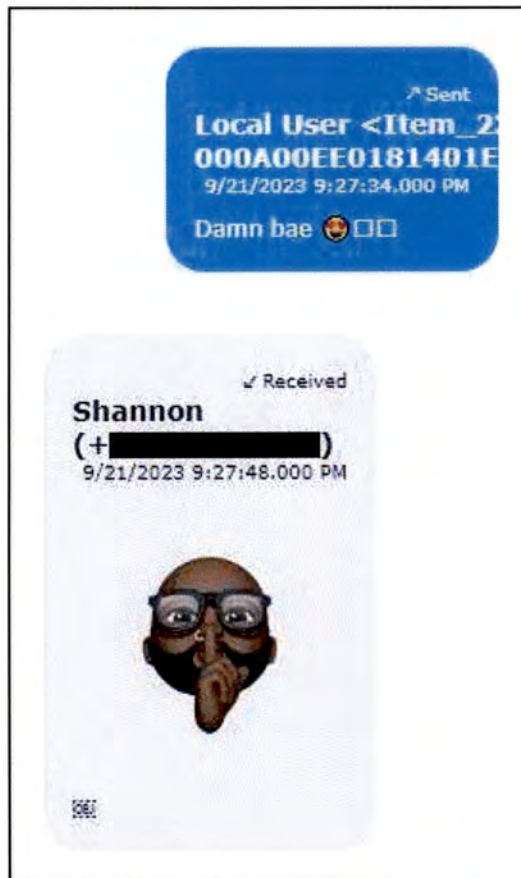 ↗ Sent
Local User <Item_2
000A00EE0181401E
9/21/2023 9:27:34.000 PM
Damn bae 😍□□
↙ Received
Shannon
(+
)
9/21/2023 9:27:48.000 PM
OBJ